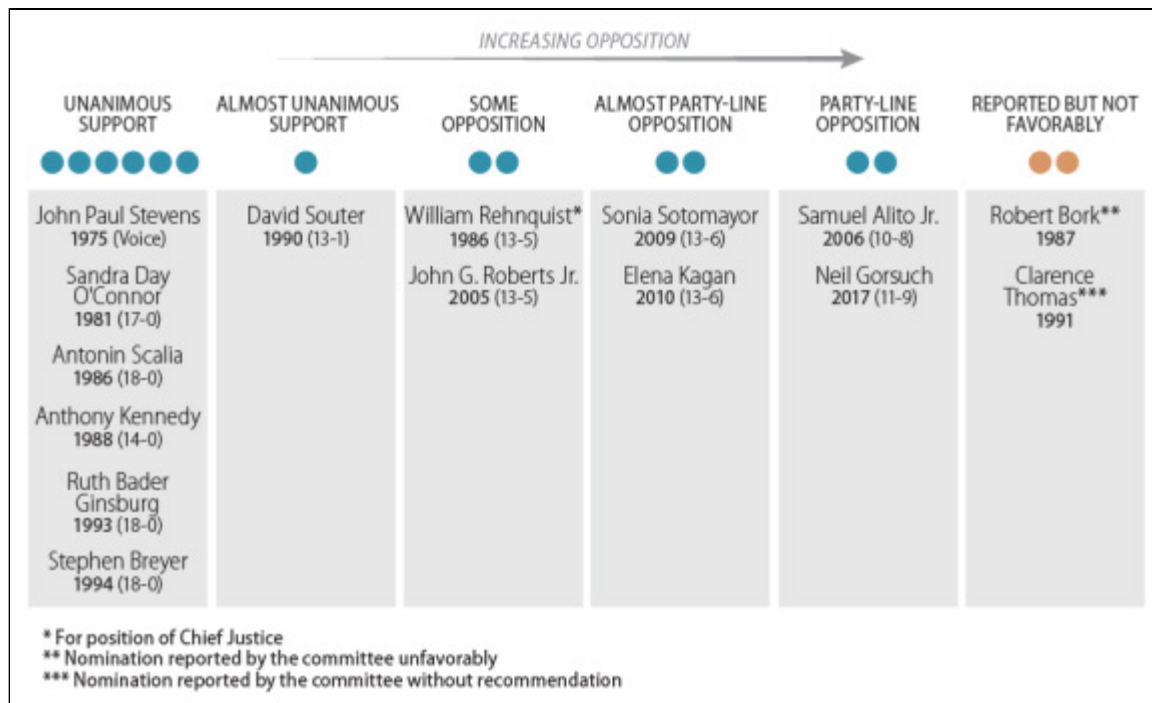 INCREASING OPPOSITION
UNANIMOUS
SUPPORT
ALMOST UNANIMOUS
SUPPORT
SOME
OPPOSITION
ALMOST PARTY-LINE
OPPOSITION
PARTY-LINE
OPPOSITION
REPORTED BUT NOT
FAVORABLY
John Paul Stevens
1975 (Voice)
Sandra Day
O'Connor
1981 (17-0)
Antonin Scalia
1986 (18-0)
Anthony Kennedy
1988 (14-0)
Ruth Bader
Ginsburg
1993 (18-0)
Stephen Breyer
1994 (18-0)
David Souter
1990 (13-1)
William Rehnquist*
1986 (13-5)
John G. Roberts Jr.
2005 (13-5)
Sonia Sotomayor
2009 (13-6)
Elena Kagan
2010 (13-6)
Samuel Alito Jr.
2006 (10-8)
Neil Gorsuch
2017 (11-9)
Robert Bork**
1987
Clarence
Thomas***
1991
* For position of Chief Justice
** Nomination reported by the committee unfavorably
*** Nomination reported by the committee without recommendation